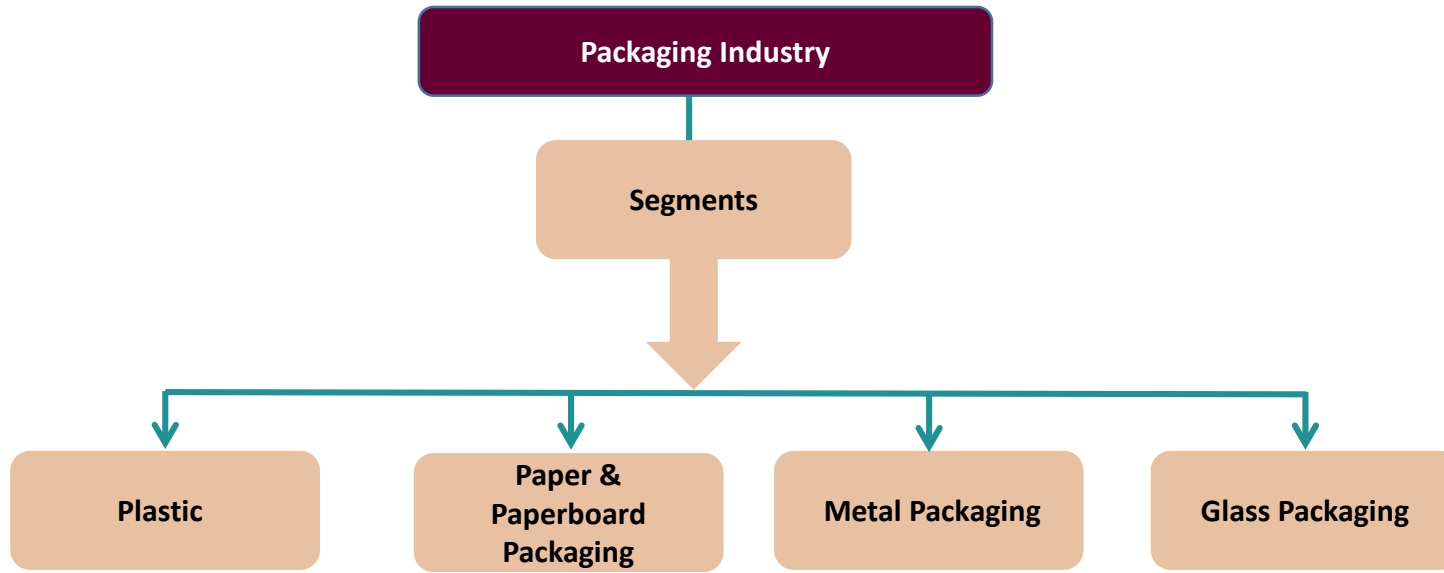 Packaging Industry
Segments
Plastic
Paper &
Paperboard
Packaging
Metal Packaging
Glass Packaging